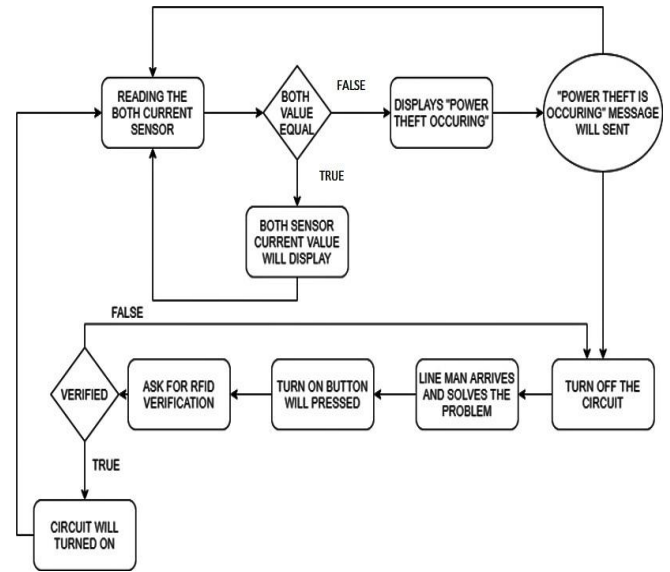 READING THE
BOTH CURRENT
SENSOR
BOTH
VALUE
EQUAL
FALSE
DISPLAYS "POWER
THEFT OCCURING"
"POWER THEFT IS
OCCURING" MESSAGE
WILL SENT
TRUE
BOTH SENSOR
CURRENT VALUE
WILL DISPLAY
FALSE
VERIFIED
ASK FOR RFID
VERIFICATION
TURN ON BUTTON
WILL PRESSED
LINE MAN ARRIVES
AND SOLVES THE
PROBLEM
TURN OFF THE
CIRCUIT
TRUE
CIRCUIT WILL
TURNED ON